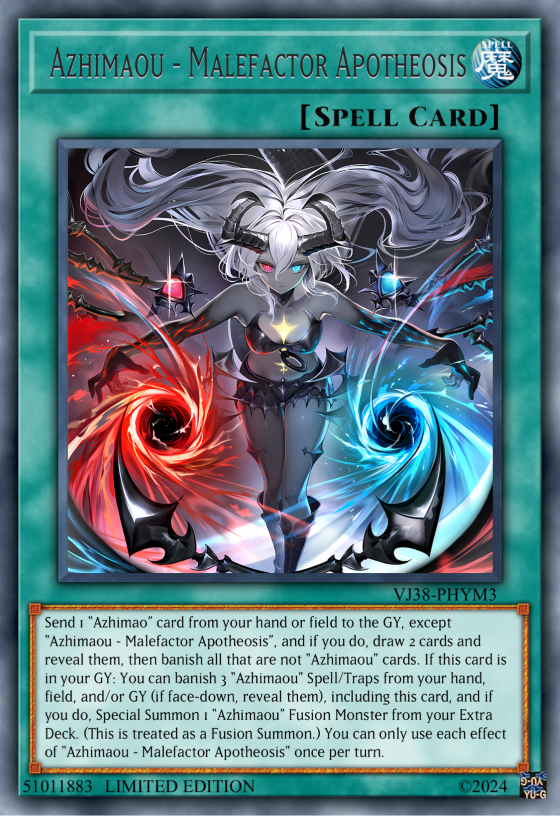 Azhimaou - Malefactor Apotheosis
SPELL
魔
[Spell Card]
VJ38-PHYM3
Send 1 "Azhimao" card from your hand or field to the GY, except
"Azhimaou - Malefactor Apotheosis", and if you do, draw 2 cards and
reveal them, then banish all that are not "Azhimaou" cards. If this card is
in your GY: You can banish 3 "Azhimaou" Spell/Traps from your hand,
field, and/or GY (if face-down, reveal them), including this card, and if
you do, Special Summon 1 "Azhimaou" Fusion Monster from your Extra
Deck. (This is treated as a Fusion Summon.) You can only use each effect
of "Azhimaou - Malefactor Apotheosis" once per turn.
51011883 LIMITED EDITION
©2024
YU-G
YU-G